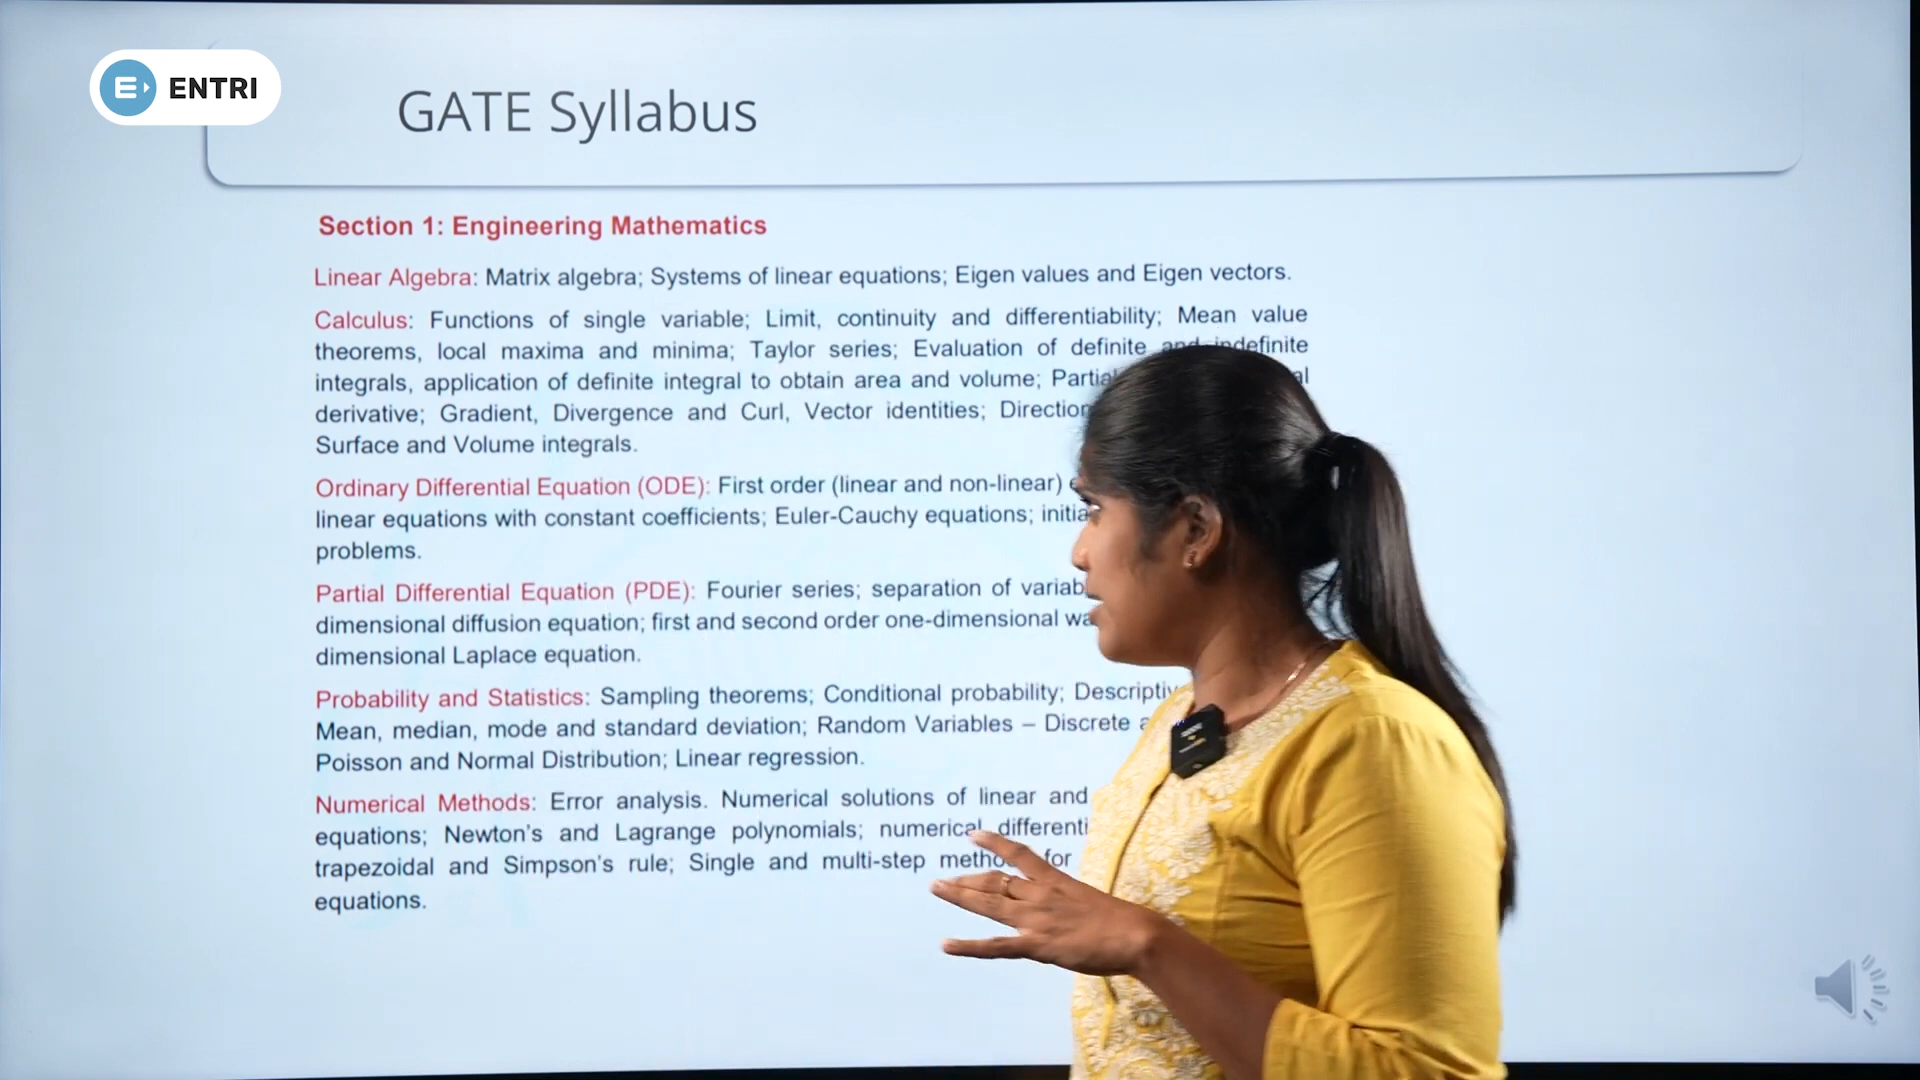 ENTRI
GATE Syllabus
Section 1: Engineering Mathematics
Linear Algebra: Matrix algebra; Systems of linear equations; Eigen values and Eigen vectors.
Calculus: Functions of single variable; Limit, continuity and differentiability; Mean value
theorems, local maxima and minima; Taylor series; Evaluation of definite and indefinite
integrals, application of definite integral to obtain area and volume; Partial
derivative; Gradient, Divergence and Curl, Vector identities;
Surface and Volume integrals.
Ordinary Differential Equation (ODE): First order (linear and non-linear)
linear equations with constant coefficients; Euler-Cauchy equations;
problems.
Partial Differential Equation (PDE): Fourier series; separation of
dimensional diffusion equation; first and second order one-dimensional
dimensional Laplace equation.
Probability and Statistics: Sampling theorems; Conditional probability;
Mean, median, mode and standard deviation; Random Variables – Discrete
Poisson and Normal Distribution; Linear regression.
Numerical Methods: Error analysis. Numerical solutions of linear and
equations; Newton's and Lagrange polynomials; numerical
trapezoidal and Simpson's rule; Single and multi-step for
equations.